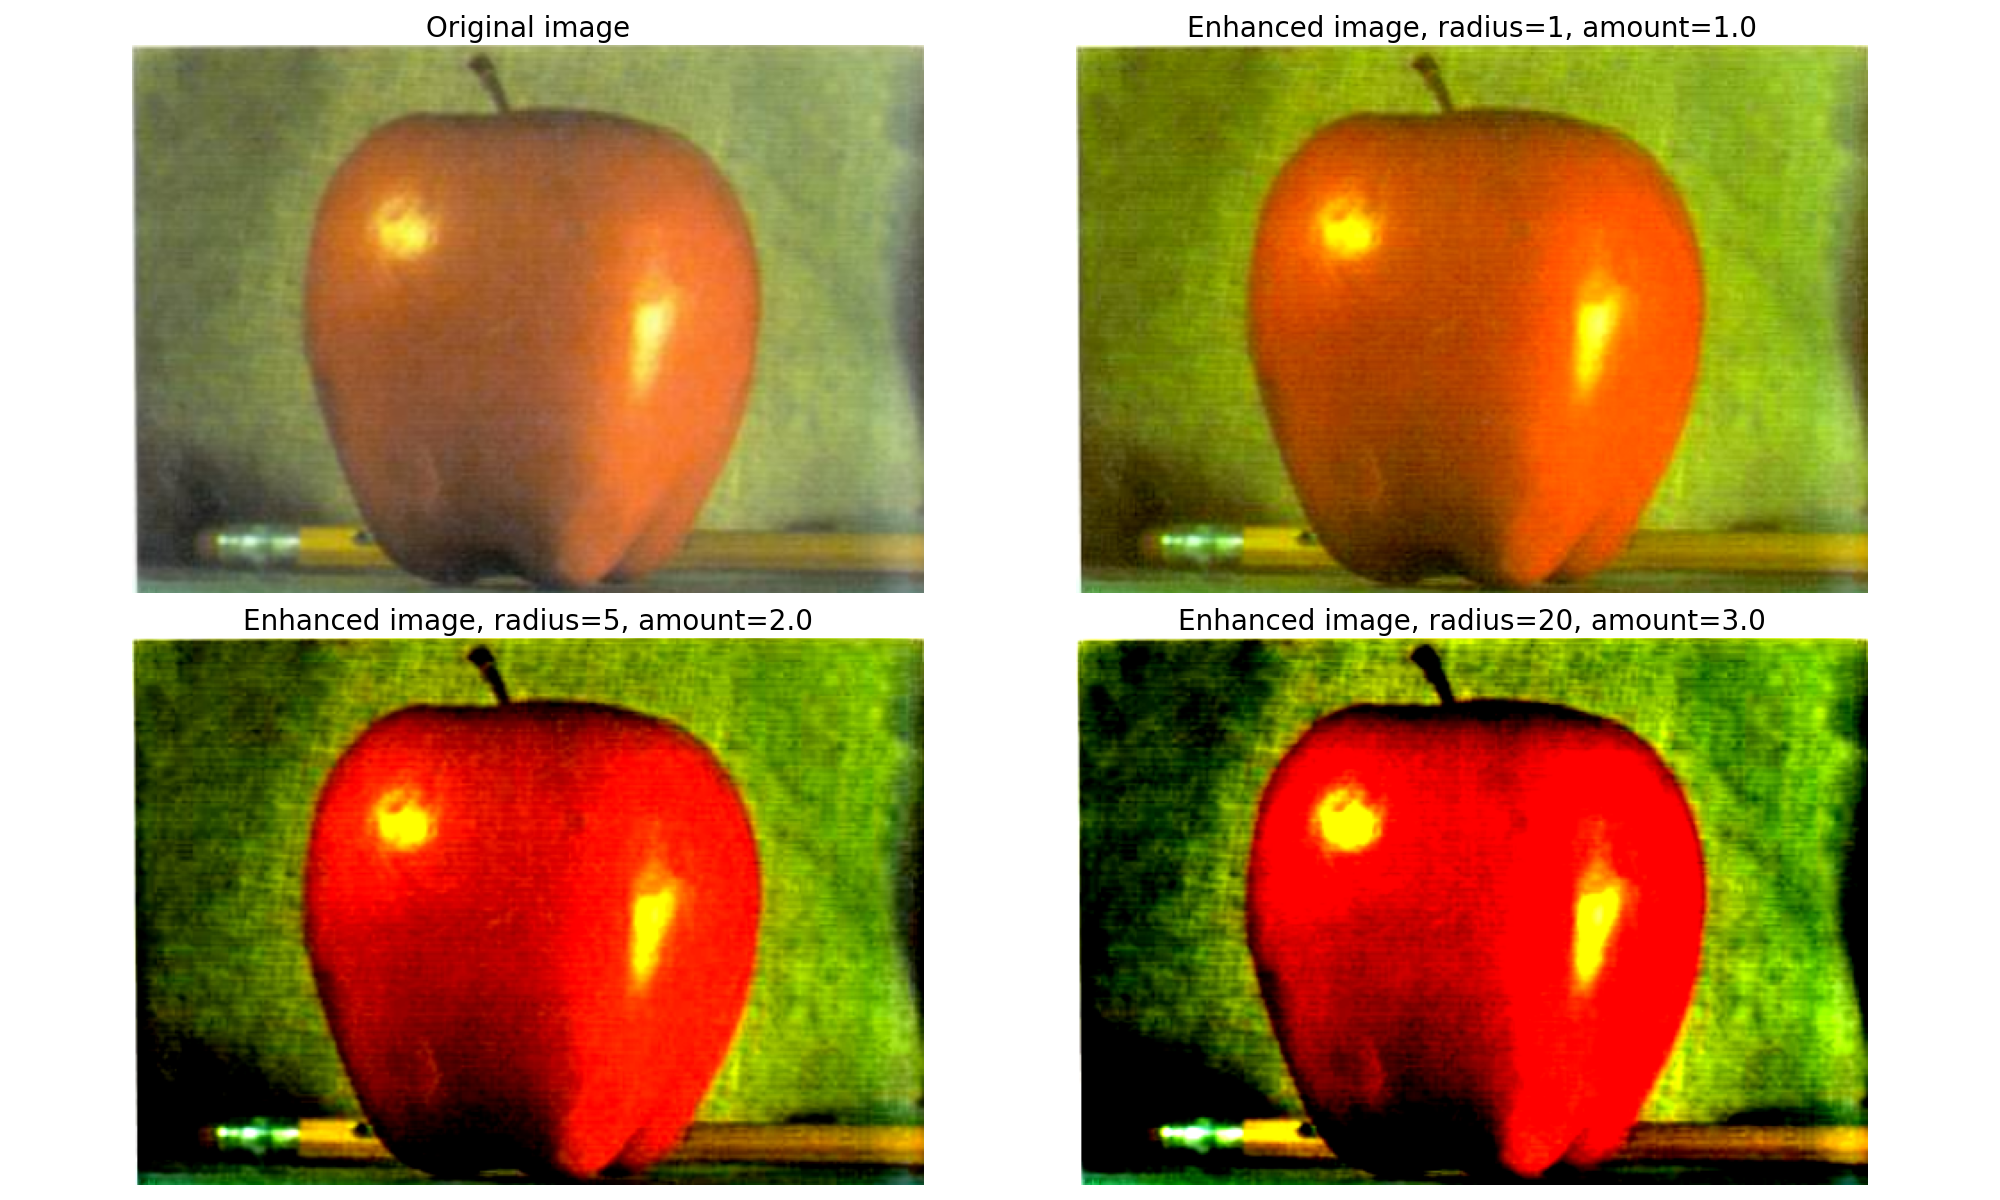 Original image
Enhanced image, radius=1, amount=1.0
Enhanced image, radius=5, amount=2.0
Enhanced image, radius=20, amount=3.0